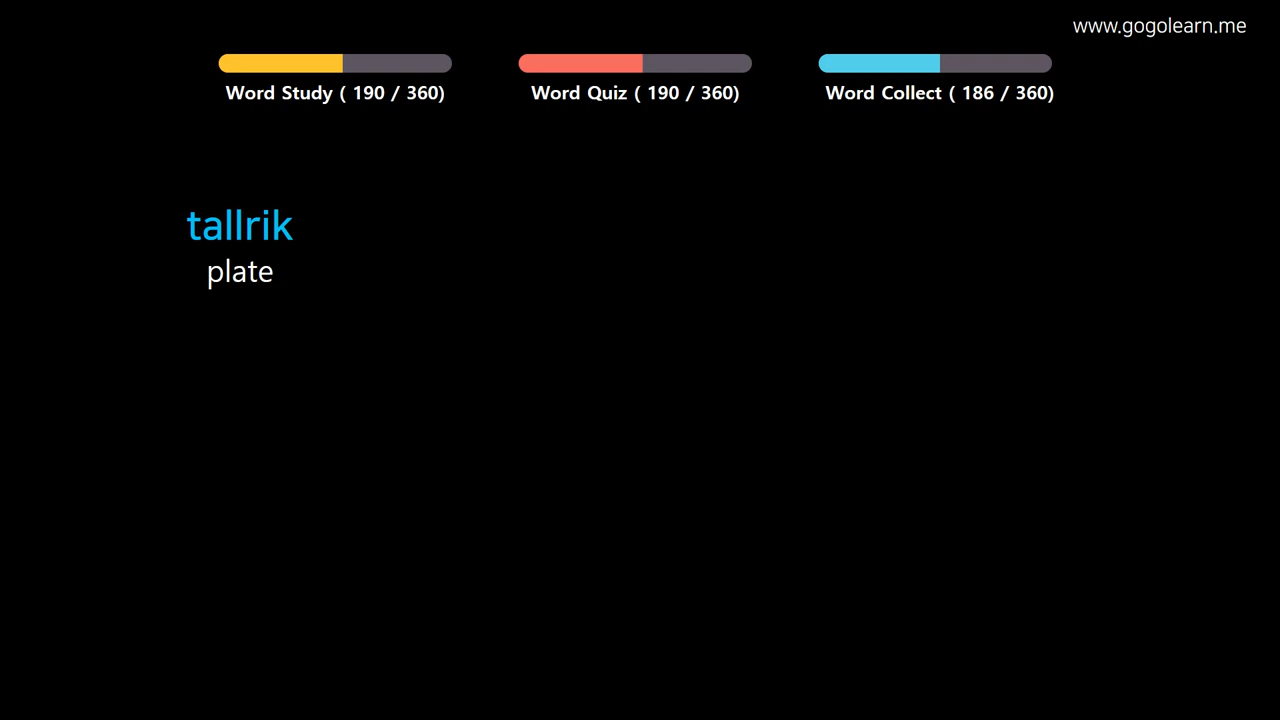 www.gogolearn.me
Word Study ( 190 / 360)
Word Quiz ( 190 / 360)
Word Collect ( 186 / 360)
tallrik
plate